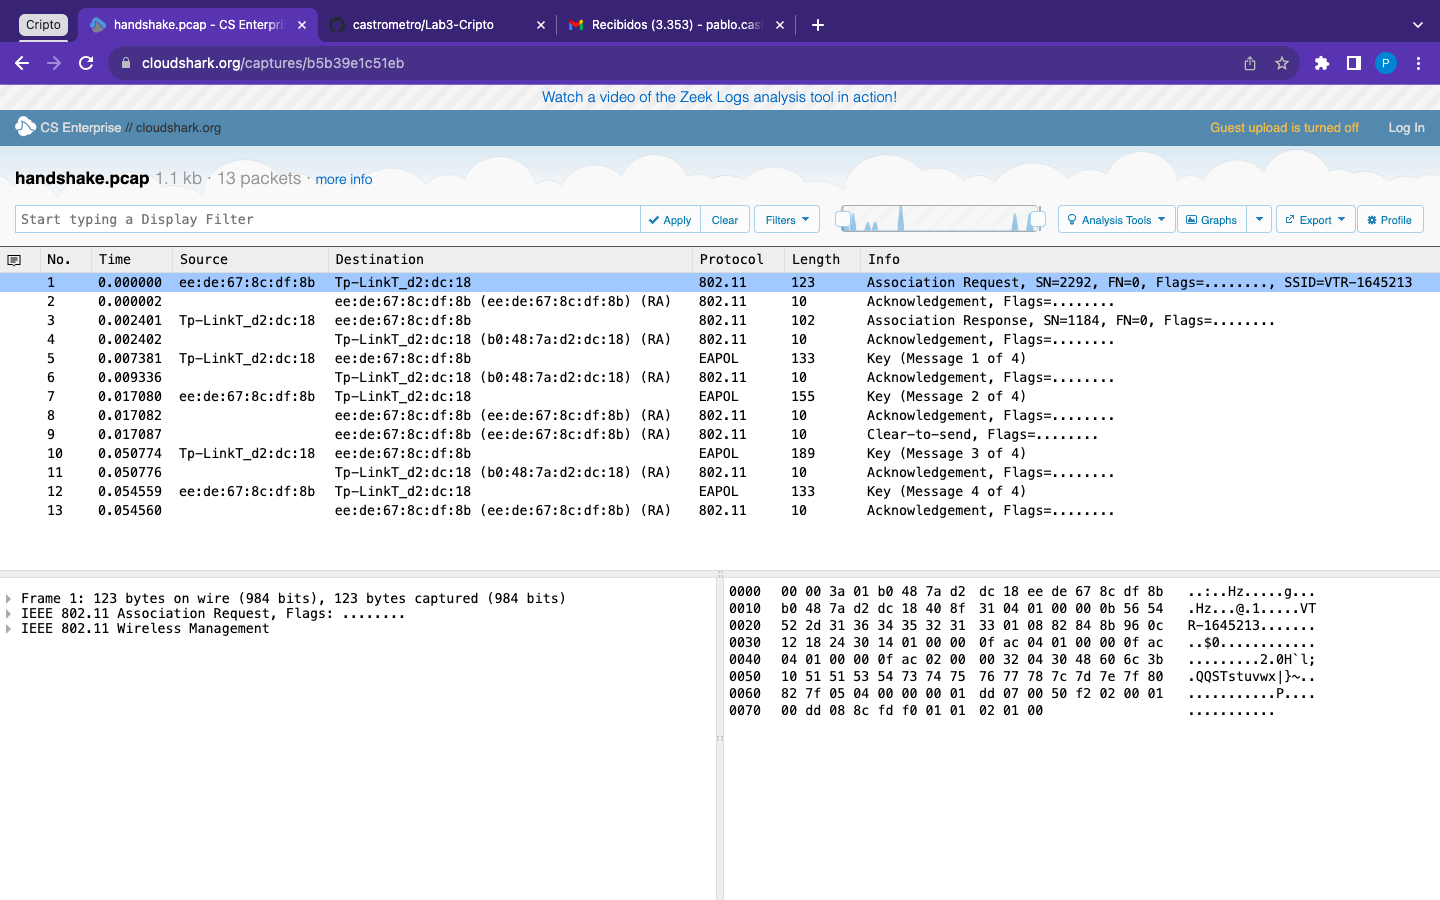 Cripto
handshake.pcap - CS Enterpri
castrometro/Lab3-Cripto
Recibidos (3.353) - pablo.cas
cloudshark.org/captures/b5b39e1c51eb
P
Watch a video of the Zeek Logs analysis tool in action!
CS Enterprise // cloudshark.org
Guest upload is turned off
Log In
handshake.pcap 1.1 kb · 13 packets · more info
Start typing a Display Filter
Apply
Clear
Filters
Analysis Tools
Graphs
Export
Profile
No. Time Source Destination Protocol Length Info
1 0.000000 ee:de:67:8c:df:8b Tp-LinkT_d2:dc:18 802.11 123 Association Request, SN=2292, FN=0, Flags=........, SSID=VTR-1645213
2 0.000002 ee:de:67:8c:df:8b (ee:de:67:8c:df:8b) (RA) 802.11 10 Acknowledgement, Flags=........
3 0.002401 Tp-LinkT_d2:dc:18 ee:de:67:8c:df:8b 802.11 102 Association Response, SN=1184, FN=0, Flags=........
4 0.002402 Tp-LinkT_d2:dc:18 (b0:48:7a:d2:dc:18) (RA) 802.11 10 Acknowledgement, Flags=........
5 0.007381 Tp-LinkT_d2:dc:18 ee:de:67:8c:df:8b EAPOL 133 Key (Message 1 of 4)
6 0.009336 Tp-LinkT_d2:dc:18 (b0:48:7a:d2:dc:18) (RA) 802.11 10 Acknowledgement, Flags=........
7 0.017080 ee:de:67:8c:df:8b Tp-LinkT_d2:dc:18 EAPOL 155 Key (Message 2 of 4)
8 0.017082 ee:de:67:8c:df:8b (ee:de:67:8c:df:8b) (RA) 802.11 10 Acknowledgement, Flags=........
9 0.017087 ee:de:67:8c:df:8b (ee:de:67:8c:df:8b) (RA) 802.11 10 Clear-to-send, Flags=........
10 0.050774 Tp-LinkT_d2:dc:18 ee:de:67:8c:df:8b EAPOL 189 Key (Message 3 of 4)
11 0.050776 Tp-LinkT_d2:dc:18 (b0:48:7a:d2:dc:18) (RA) 802.11 10 Acknowledgement, Flags=........
12 0.054559 ee:de:67:8c:df:8b Tp-LinkT_d2:dc:18 EAPOL 133 Key (Message 4 of 4)
13 0.054560 ee:de:67:8c:df:8b (ee:de:67:8c:df:8b) (RA) 802.11 10 Acknowledgement, Flags=........
Frame 1: 123 bytes on wire (984 bits), 123 bytes captured (984 bits)
IEEE 802.11 Association Request, Flags: ........
IEEE 802.11 Wireless Management
0000 00 00 3a 01 b0 48 7a d2 dc 18 ee de 67 8c df 8b ..:..Hz.....g...
0010 b0 48 7a d2 dc 18 40 8f 31 04 01 00 00 0b 56 54 .Hz...@.1.....VT
0020 52 2d 31 36 34 35 32 31 33 01 08 82 84 8b 96 0c R-1645213.......
0030 12 18 24 30 14 01 00 00 0f ac 04 01 00 00 0f ac ..$0............
0040 04 01 00 00 0f ac 02 00 00 32 04 30 48 60 6c 3b .........2.0H`l;
0050 10 51 51 53 54 73 74 75 76 77 78 7c 7d 7e 7f 80 .QQSTstuvwx|}~..
0060 82 7f 05 04 00 00 00 01 dd 07 00 50 f2 02 00 01 ...........P....
0070 00 dd 08 8c fd f0 01 01 02 01 00 ...........